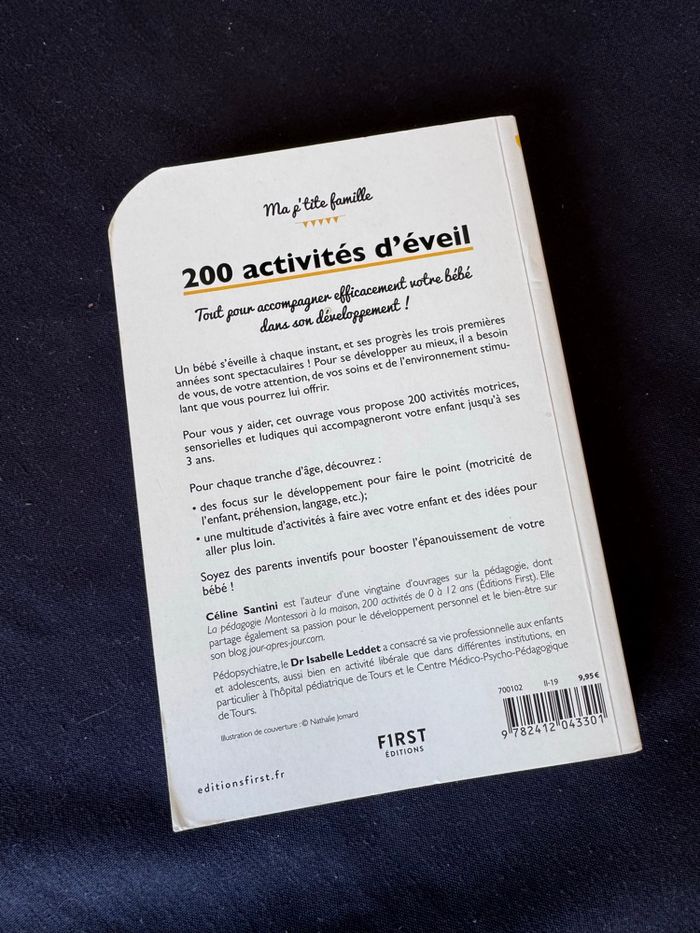 Ma p'tite famille
200 activités d'éveil
Tout pour accompagner efficacement votre bébé
dans son développement !
Un bébé s'éveille à chaque instant, et ses progrès les trois premières
années sont spectaculaires ! Pour se développer au mieux, il a besoin
de vous, de votre attention, de vos soins et de l'environnement stimu-
lant que vous pourrez lui offrir.
Pour vous y aider, cet ouvrage vous propose 200 activités motrices,
sensorielles et ludiques qui accompagneront votre enfant jusqu'à ses
3 ans.
Pour chaque tranche d'âge, découvrez :
• des focus sur le développement pour faire le point (motricité de
l'enfant, préhension, langage, etc.);
• une multitude d'activités à faire avec votre enfant et des idées pour
aller plus loin.
Soyez des parents inventifs pour booster l'épanouissement de votre
bébé !
Céline Santini est l'auteur d'une vingtaine d'ouvrages sur la pédagogie, dont
La pédagogie Montessori à la maison, 200 activités de 0 à 12 ans (Éditions First). Elle
partage également sa passion pour le développement personnel et le bien-être sur
son blog jour-apres-jour.com.
Pédopsychiatre, le Dr Isabelle Leddet a consacré sa vie professionnelle aux enfants
et adolescents, aussi bien en activité libérale que dans différentes institutions, en
particulier à l'hôpital pédiatrique de Tours et le Centre Médico-Psycho-Pédagogique
de Tours.
Illustration de couverture : © Nathalie Jomard
700102 II-19 9,95 €
9 782412 043301
FIRST
ÉDITIONS
editionsfirst.fr